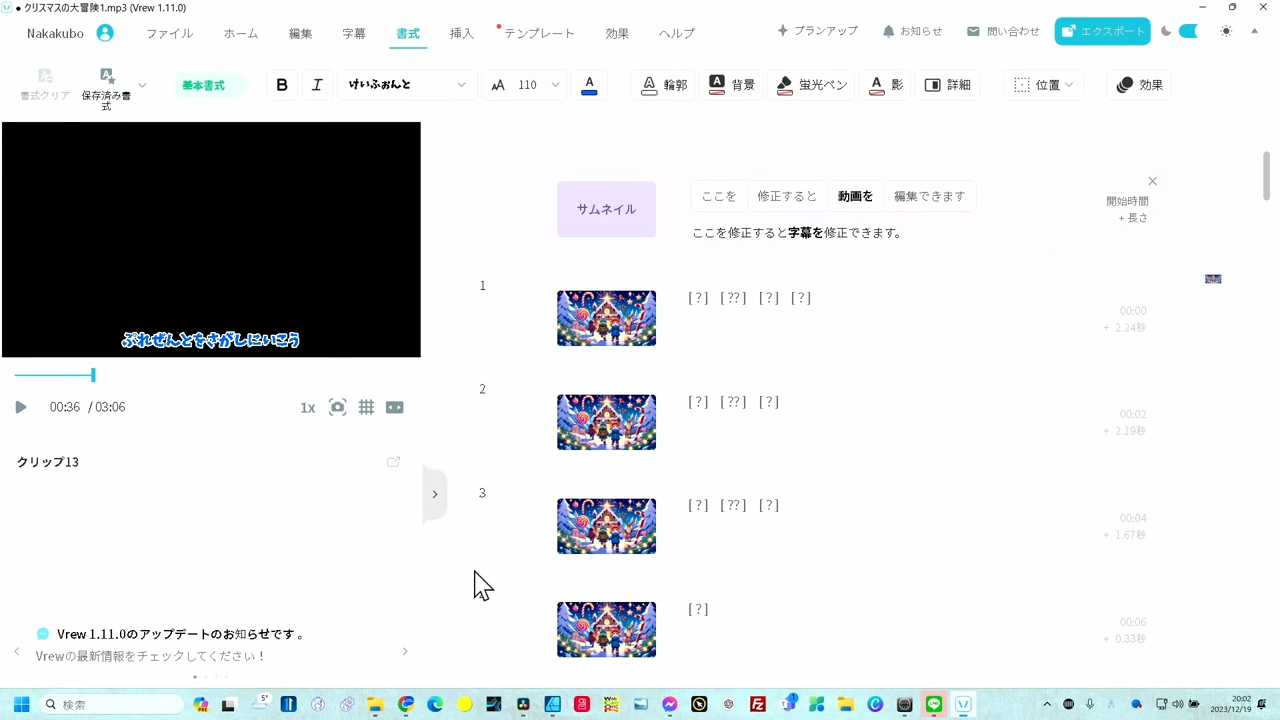 ● クリスマスの大冒険1.mp3 (Vrew 1.11.0)
Nakakubo ファイル ホーム 編集 字幕 書式 挿入 テンプレート 効果 ヘルプ プランアップ お知らせ 問い合わせ エクスポート
書式クリア 保存済み書式 基本書式 B I けいふぉんと 110 輪郭 背景 蛍光ペン 影 詳細 位置 効果
ぷれぜんとをさがしにいこう
00:36 / 03:06 1x
クリップ13
Vrew 1.11.0のアップデートのお知らせです 。
Vrewの最新情報をチェックしてください！
サムネイル ここを 修正すると 動画を 編集できます
ここを修正すると字幕を修正できます。
開始時間
+ 長さ
1 [?] [??] [?] [?]
00:00
+ 2.24秒
2 [?] [??] [?]
00:02
+ 2.19秒
3 [?] [??] [?]
00:04
+ 1.67秒
[?]
00:06
+ 0.33秒
検索 5° 20:02
2023/12/19